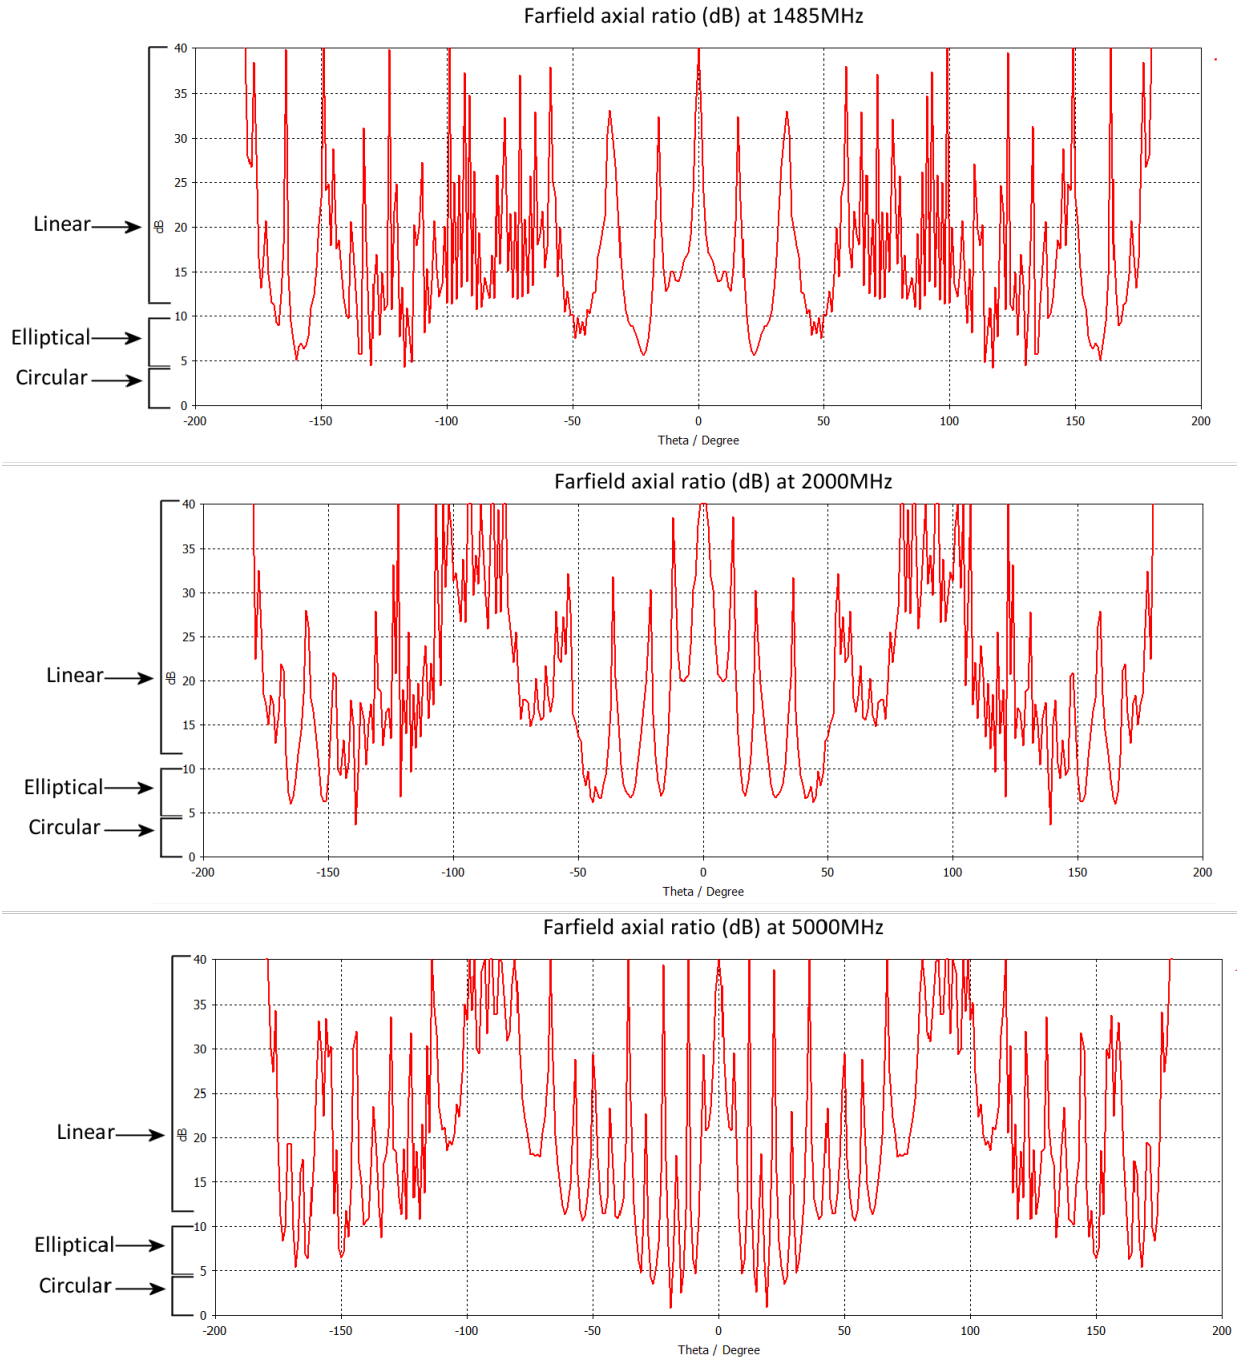 Farfield axial ratio (dB) at 1485MHz
40
35
30
25
20
15
10
5
0
dB
Linear
Elliptical
Circular
-200 -150 -100 -50 0 50 100 150 200
Theta / Degree
Farfield axial ratio (dB) at 2000MHz
40
35
30
25
20
15
10
5
0
dB
Linear
Elliptical
Circular
-200 -150 -100 -50 0 50 100 150 200
Theta / Degree
Farfield axial ratio (dB) at 5000MHz
40
35
30
25
20
15
10
5
0
dB
Linear
Elliptical
Circular
-200 -150 -100 -50 0 50 100 150 200
Theta / Degree